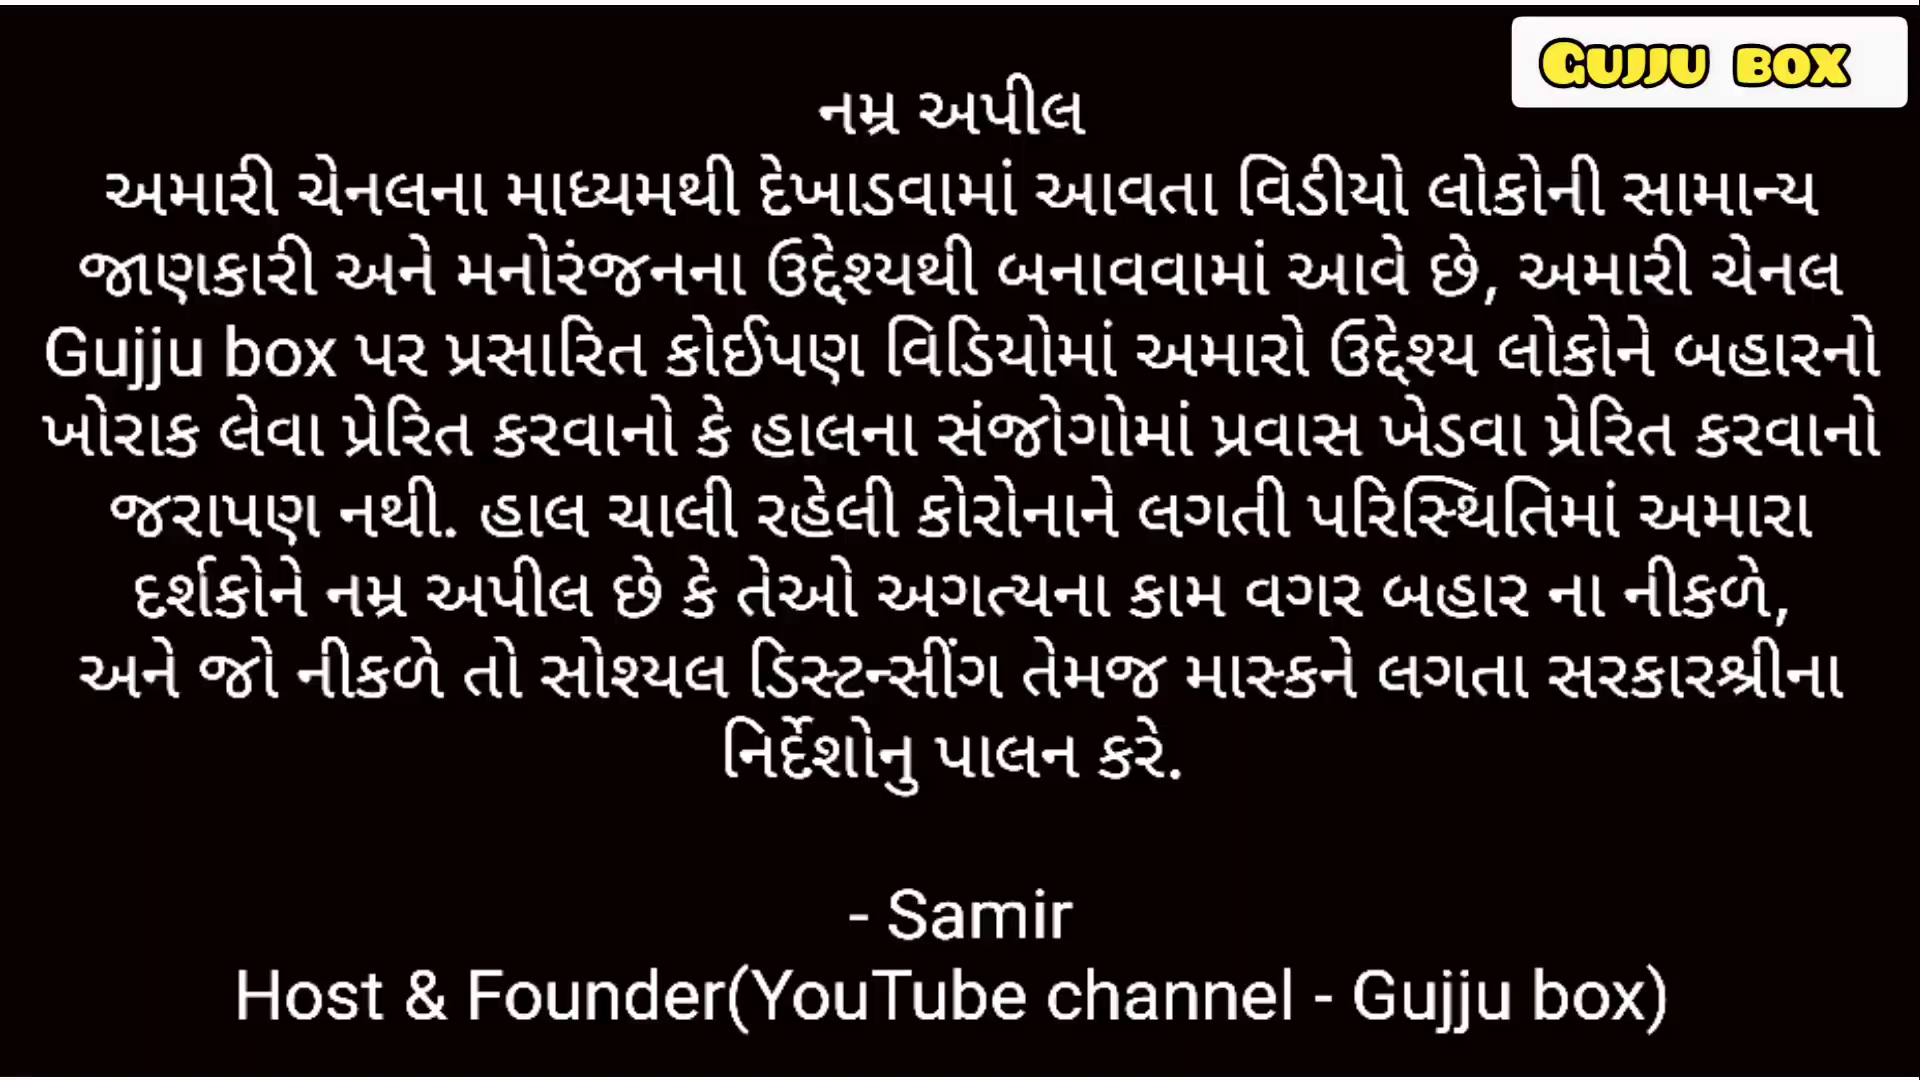 Gujju box
નમ્ર અપીલ
અમારી ચેનલના માધ્યમથી દેખાડવામાં આવતા વિડીયો લોકોની સામાન્ય
જાણકારી અને મનોરંજનના ઉદ્દેશ્યથી બનાવવામાં આવે છે, અમારી ચેનલ
Gujju box પર પ્રસારિત કોઈપણ વિડિયોમાં અમારો ઉદ્દેશ્ય લોકોને બહારનો
ખોરાક લેવા પ્રેરિત કરવાનો કે હાલના સંજોગોમાં પ્રવાસ ખેડવા પ્રેરિત કરવાનો
જરાપણ નથી. હાલ ચાલી રહેલી કોરોનાને લગતી પરિસ્થિતિમાં અમારા
દર્શકોને નમ્ર અપીલ છે કે તેઓ અગત્યના કામ વગર બહાર ના નીકળે,
અને જો નીકળે તો સોશ્યલ ડિસ્ટન્સીંગ તેમજ માસ્કને લગતા સરકારશ્રીના
નિર્દેશોનુ પાલન કરે.
- Samir
Host & Founder(YouTube channel - Gujju box)